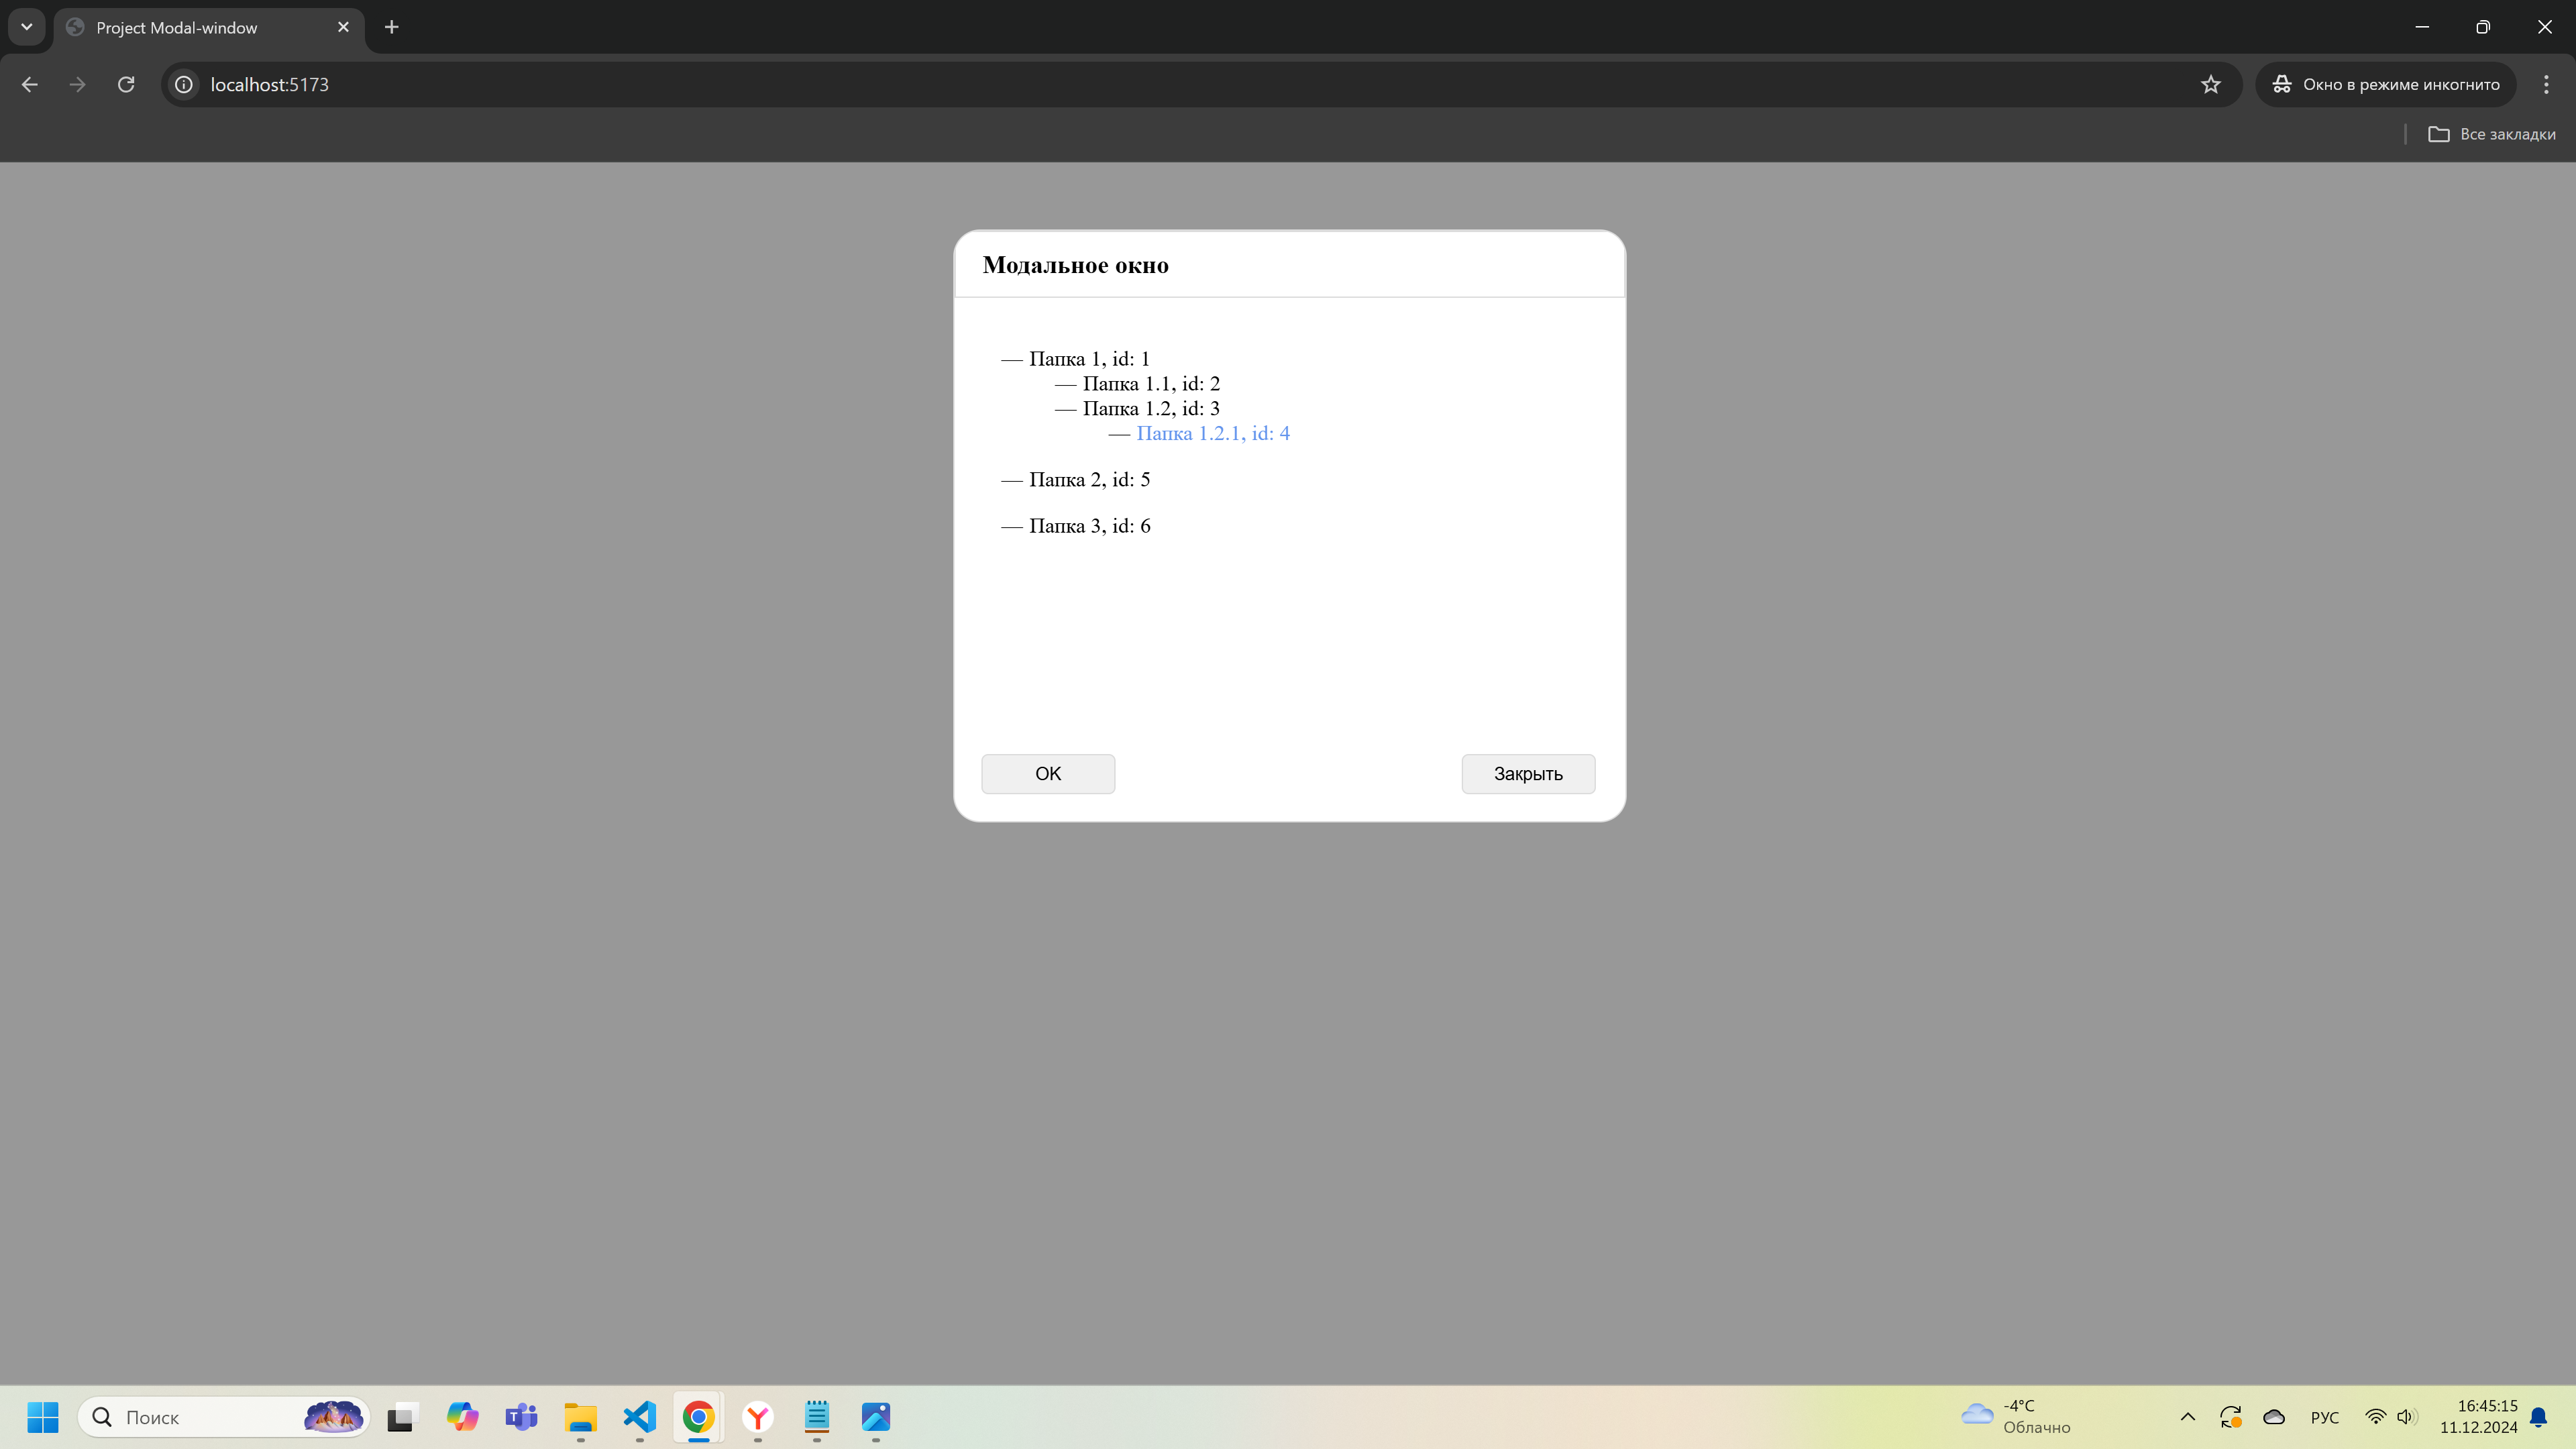 Project Modal-window
localhost:5173
Окно в режиме инкогнито
Все закладки
Модальное окно
— Папка 1, id: 1
— Папка 1.1, id: 2
— Папка 1.2, id: 3
— Папка 1.2.1, id: 4
— Папка 2, id: 5
— Папка 3, id: 6
OK
Закрыть
Поиск
-4°C
Облачно
РУС
16:45:15
11.12.2024